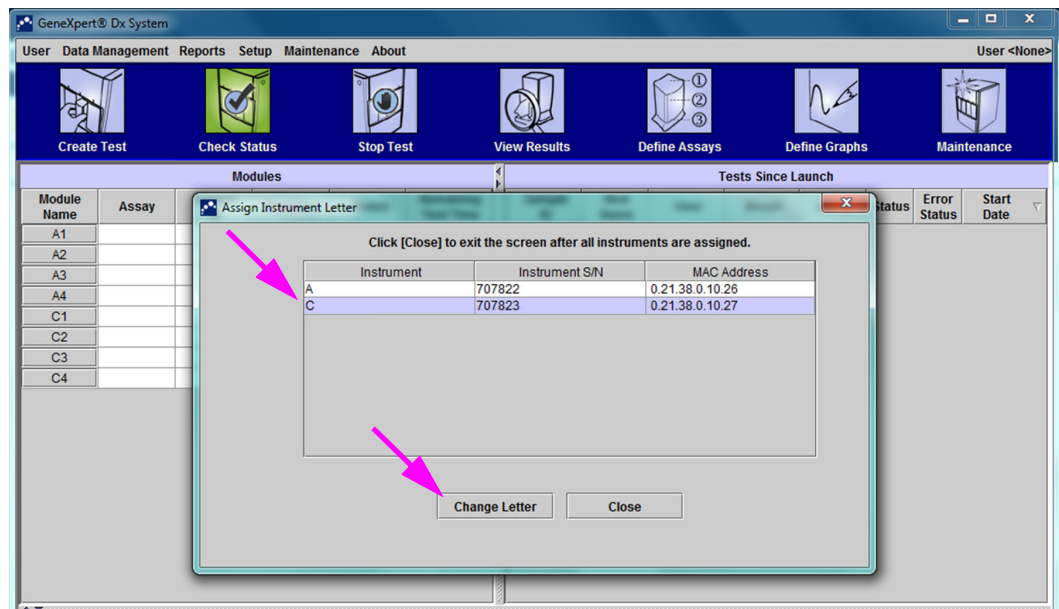 GeneXpert® Dx System
User Data Management Reports Setup Maintenance About User <None>
Create Test Check Status Stop Test View Results Define Assays Define Graphs Maintenance
Modules Tests Since Launch
Module Name Assay Status Error Status Start Date
A1
A2
A3
A4
C1
C2
C3
C4
Assign Instrument Letter
Click [Close] to exit the screen after all instruments are assigned.
Instrument Instrument S/N MAC Address
A 707822 0.21.38.0.10.26
C 707823 0.21.38.0.10.27
Change Letter Close